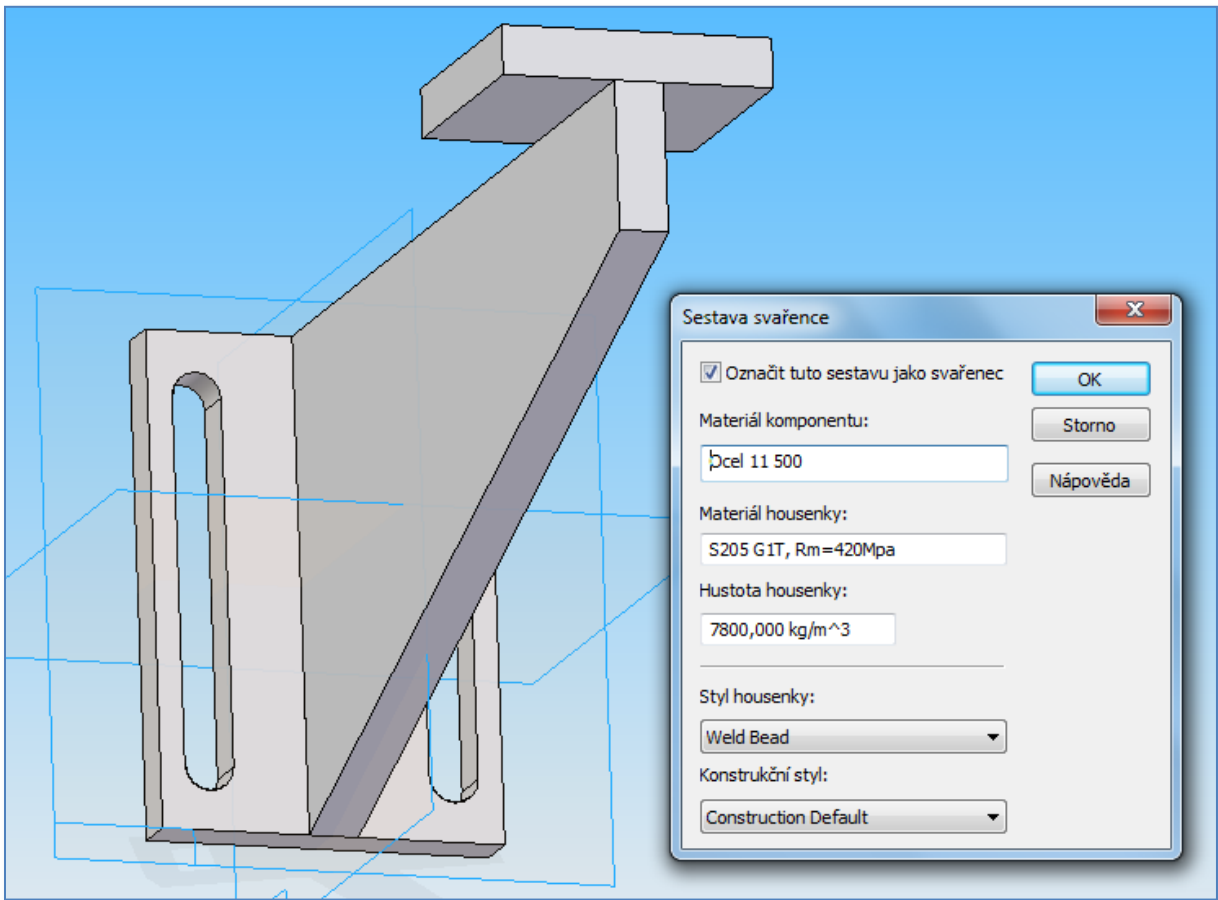 Sestava svařence
Označit tuto sestavu jako svařenec
OK
Materiál komponentu:
Storno
Ocel 11 500
Nápověda
Materiál housenky:
S205 G1T, Rm=420Mpa
Hustota housenky:
7800,000 kg/m^3
Styl housenky:
Weld Bead
Konstrukční styl:
Construction Default